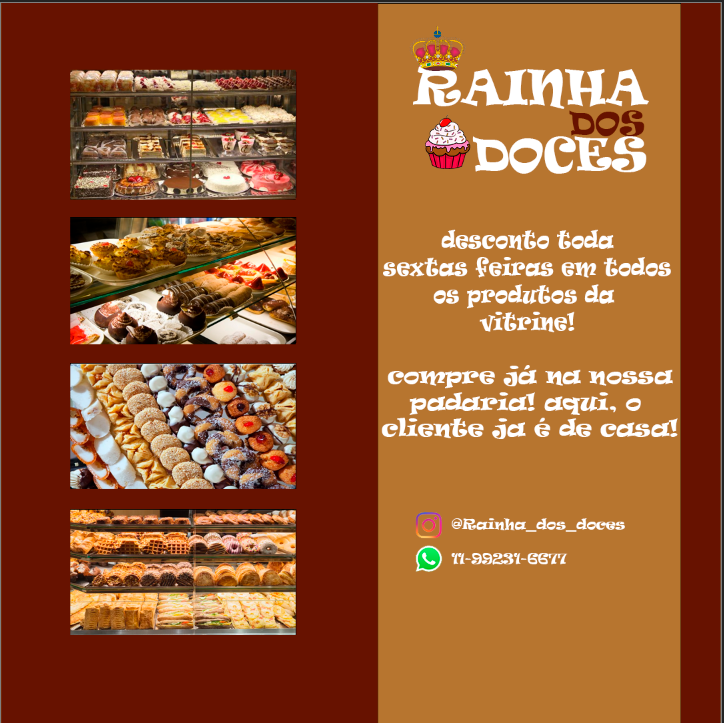 RAINHA
DOS
DOCES
desconto toda
sextas feiras em todos
os produtos da
vitrine!
compre já na nossa
padaria! aqui, o
cliente ja é de casa!
@Rainha_dos_doces
11-99231-6677